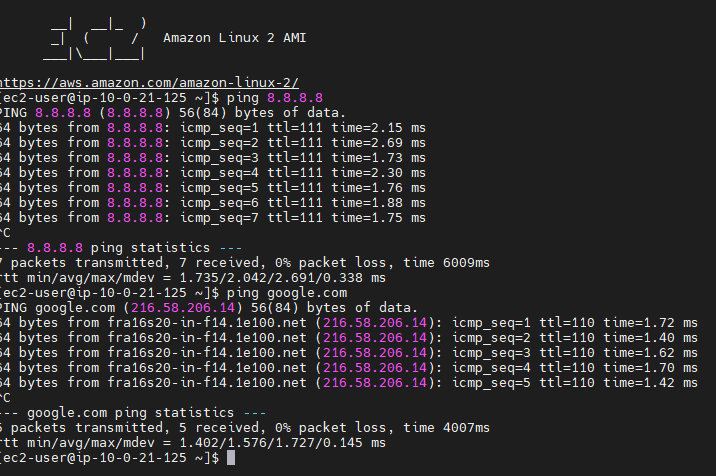 __|  __|_  )
_|  (     /   Amazon Linux 2 AMI
___|\___|___|
https://aws.amazon.com/amazon-linux-2/
[ec2-user@ip-10-0-21-125 ~]$ ping 8.8.8.8
PING 8.8.8.8 (8.8.8.8) 56(84) bytes of data.
64 bytes from 8.8.8.8: icmp_seq=1 ttl=111 time=2.15 ms
64 bytes from 8.8.8.8: icmp_seq=2 ttl=111 time=2.69 ms
64 bytes from 8.8.8.8: icmp_seq=3 ttl=111 time=1.73 ms
64 bytes from 8.8.8.8: icmp_seq=4 ttl=111 time=2.30 ms
64 bytes from 8.8.8.8: icmp_seq=5 ttl=111 time=1.76 ms
64 bytes from 8.8.8.8: icmp_seq=6 ttl=111 time=1.88 ms
64 bytes from 8.8.8.8: icmp_seq=7 ttl=111 time=1.75 ms
^C
--- 8.8.8.8 ping statistics ---
7 packets transmitted, 7 received, 0% packet loss, time 6009ms
rtt min/avg/max/mdev = 1.735/2.042/2.691/0.338 ms
[ec2-user@ip-10-0-21-125 ~]$ ping google.com
PING google.com (216.58.206.14) 56(84) bytes of data.
64 bytes from fra16s20-in-f14.1e100.net (216.58.206.14): icmp_seq=1 ttl=110 time=1.72 ms
64 bytes from fra16s20-in-f14.1e100.net (216.58.206.14): icmp_seq=2 ttl=110 time=1.40 ms
64 bytes from fra16s20-in-f14.1e100.net (216.58.206.14): icmp_seq=3 ttl=110 time=1.62 ms
64 bytes from fra16s20-in-f14.1e100.net (216.58.206.14): icmp_seq=4 ttl=110 time=1.70 ms
64 bytes from fra16s20-in-f14.1e100.net (216.58.206.14): icmp_seq=5 ttl=110 time=1.42 ms
^C
--- google.com ping statistics ---
5 packets transmitted, 5 received, 0% packet loss, time 4007ms
rtt min/avg/max/mdev = 1.402/1.576/1.727/0.145 ms
[ec2-user@ip-10-0-21-125 ~]$